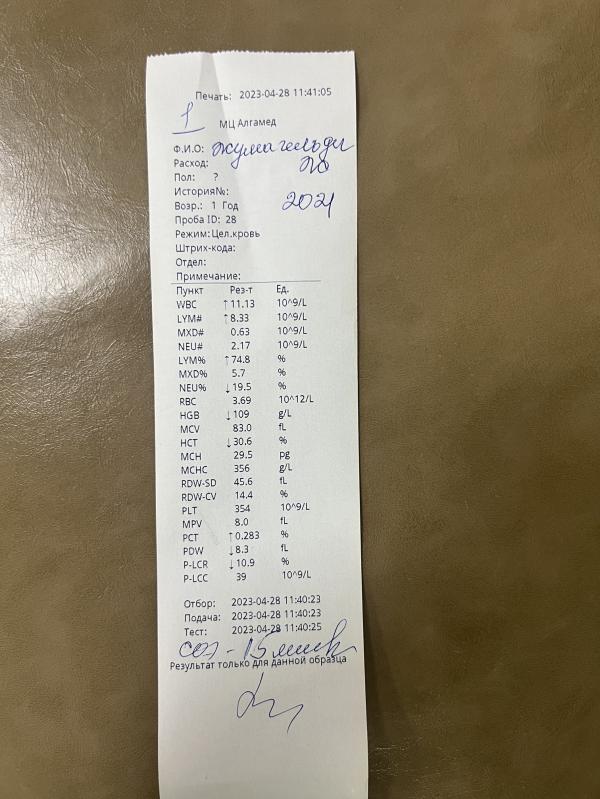 Печать: 2023-04-28 11:41:05
1
МЦ Алгамед
Ф.И.О: Жумагельди
Расход:
Пол: ?
История№:
Возр.: 1 Год 2021
Проба ID: 28
Режим:Цел.кровь
Штрих-кода:
Отдел:
Примечание:
Пункт Рез-т Ед.
WBC ↑11.13 10^9/L
LYM# ↑8.33 10^9/L
MXD# 0.63 10^9/L
NEU# 2.17 10^9/L
LYM% ↑74.8 %
MXD% 5.7 %
NEU% ↓19.5 %
RBC 3.69 10^12/L
HGB ↓109 g/L
MCV 83.0 fL
HCT ↓30.6 %
MCH 29.5 pg
MCHC 356 g/L
RDW-SD 45.6 fL
RDW-CV 14.4 %
PLT 354 10^9/L
MPV 8.0 fL
PCT ↑0.283 %
PDW ↓8.3 fL
P-LCR ↓10.9 %
P-LCC 39 10^9/L
Отбор: 2023-04-28 11:40:23
Подача: 2023-04-28 11:40:23
Тест: 2023-04-28 11:40:25
соэ - 15
Результат только для данной образца